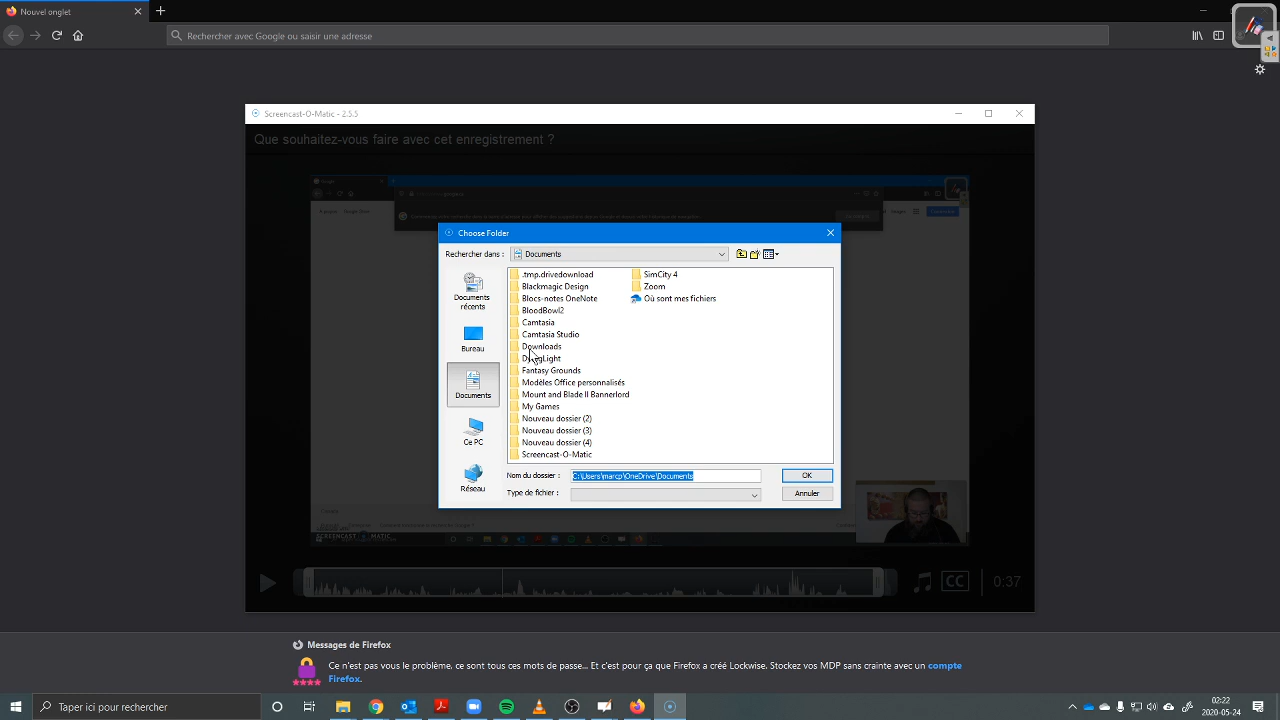 Nouvel onglet
Rechercher avec Google ou saisir une adresse
Screencast-O-Matic - 2.5.5
Que souhaitez-vous faire avec cet enregistrement ?
Choose Folder
Rechercher dans :
Documents
Documents récents
Bureau
Documents
Ce PC
Réseau
.tmp.drivedownload
Blackmagic Design
Blocs-notes OneNote
BloodBowl2
Camtasia
Camtasia Studio
Downloads
Fantasy Grounds
Modèles Office personnalisés
Mount and Blade II Bannerlord
My Games
Nouveau dossier (2)
Nouveau dossier (3)
Nouveau dossier (4)
Screencast-O-Matic
SimCity 4
Zoom
Où sont mes fichiers
Nom du dossier :
C:\Users\marcp\OneDrive\Documents
OK
Type de fichier :
Annuler
SCREENCAST MATIC
CC
0:37
Messages de Firefox
Ce n'est pas vous le problème, ce sont tous ces mots de passe... Et c'est pour ça que Firefox a créé Lockwise. Stockez vos MDP sans crainte avec un compte
Firefox.
Taper ici pour rechercher
02:22
2020-05-24